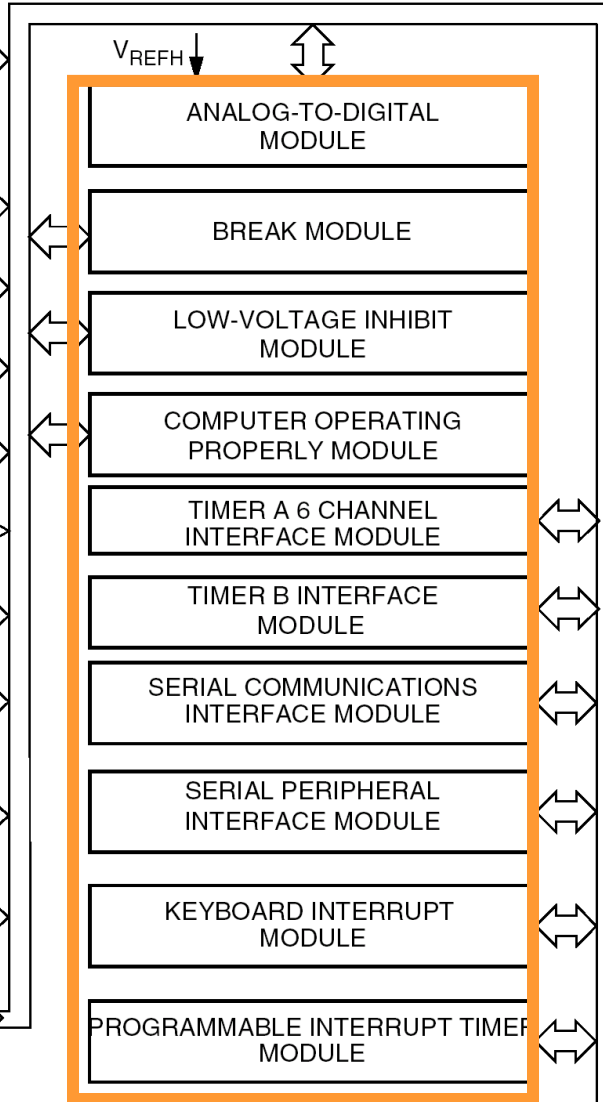 VREFH
ANALOG-TO-DIGITAL
MODULE
BREAK MODULE
LOW-VOLTAGE INHIBIT
MODULE
COMPUTER OPERATING
PROPERLY MODULE
TIMER A 6 CHANNEL
INTERFACE MODULE
TIMER B INTERFACE
MODULE
SERIAL COMMUNICATIONS
INTERFACE MODULE
SERIAL PERIPHERAL
INTERFACE MODULE
KEYBOARD INTERRUPT
MODULE
PROGRAMMABLE INTERRUPT TIMER
MODULE